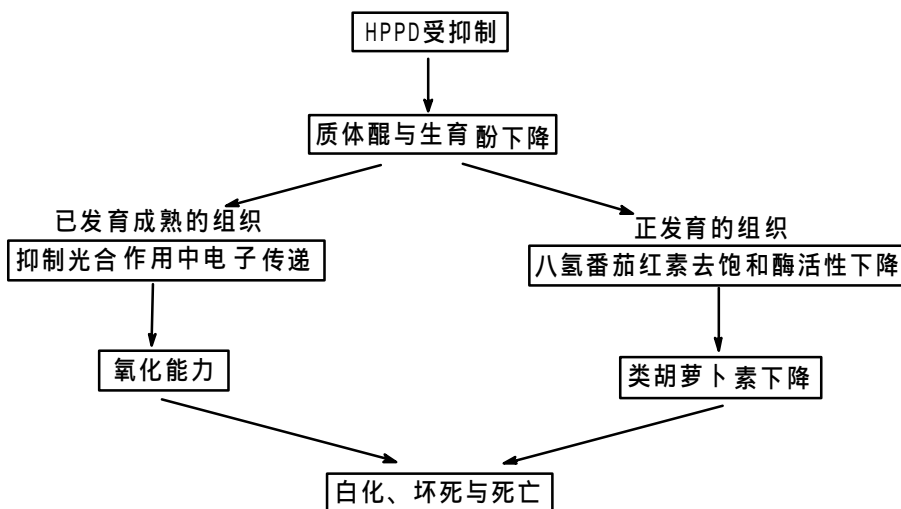 HPPD受抑制
质体醌与生育酚下降
已发育成熟的组织
抑制光合作用中电子传递
正发育的组织
八氢番茄红素去饱和酶活性下降
氧化能力
类胡萝卜素下降
白化、坏死与死亡